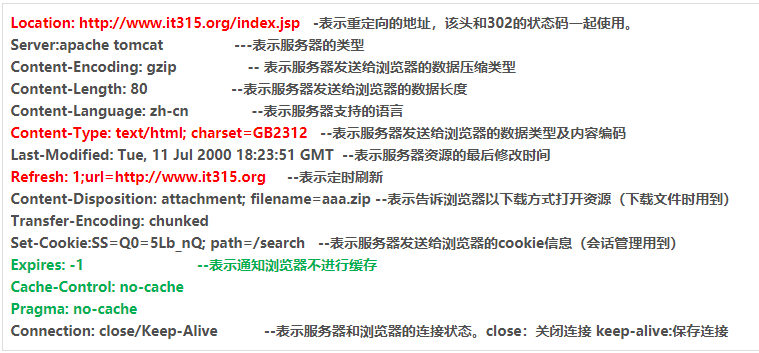 Location: http://www.it315.org/index.jsp   -表示重定向的地址，该头和302的状态码一起使用。
Server:apache tomcat               ---表示服务器的类型
Content-Encoding: gzip               -- 表示服务器发送给浏览器的数据压缩类型
Content-Length: 80                  --表示服务器发送给浏览器的数据长度
Content-Language: zh-cn             --表示服务器支持的语言
Content-Type: text/html; charset=GB2312   --表示服务器发送给浏览器的数据类型及内容编码
Last-Modified: Tue, 11 Jul 2000 18:23:51 GMT  --表示服务器资源的最后修改时间
Refresh: 1;url=http://www.it315.org     --表示定时刷新
Content-Disposition: attachment; filename=aaa.zip --表示告诉浏览器以下载方式打开资源（下载文件时用到）
Transfer-Encoding: chunked
Set-Cookie:SS=Q0=5Lb_nQ; path=/search   --表示服务器发送给浏览器的cookie信息（会话管理用到）
Expires: -1                        --表示通知浏览器不进行缓存
Cache-Control: no-cache
Pragma: no-cache
Connection: close/Keep-Alive          --表示服务器和浏览器的连接状态。close：关闭连接 keep-alive:保存连接